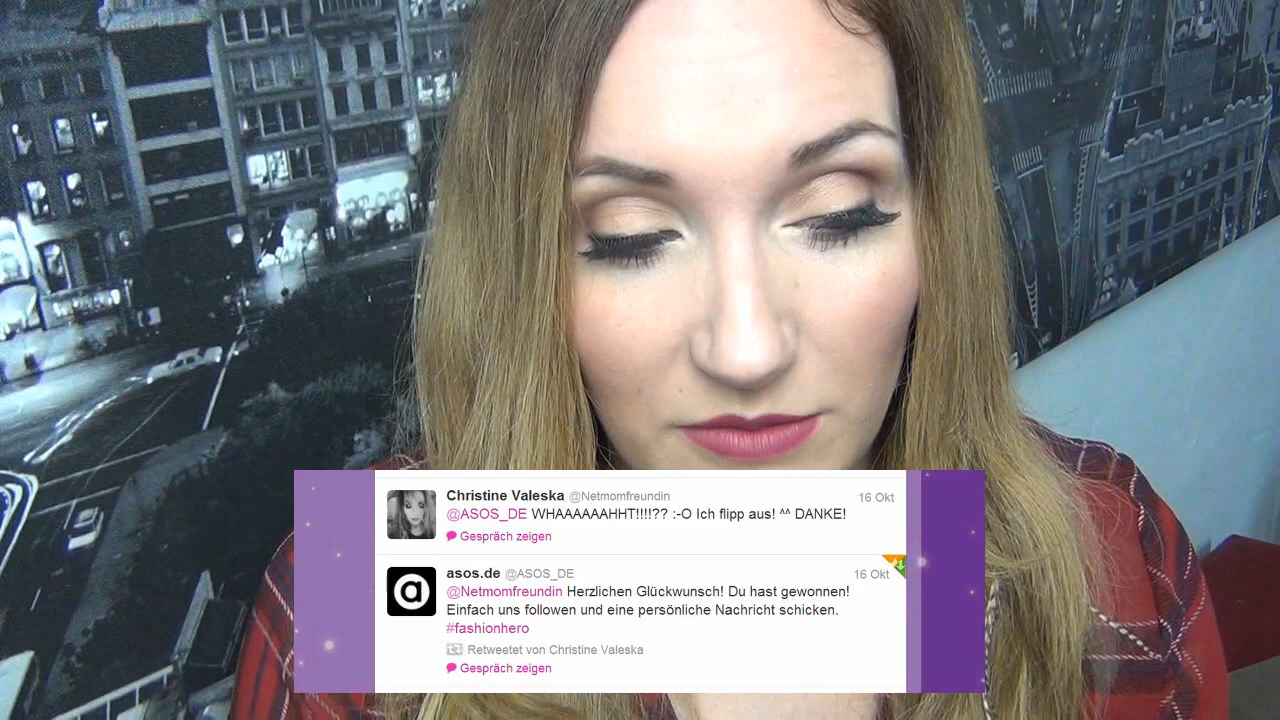 Christine Valeska @Netmomfreundin 16 Okt
@ASOS_DE WHAAAAAAHHT!!!!?? :-O Ich flipp aus! ^^ DANKE!
Gespräch zeigen
asos.de @ASOS_DE 16 Okt
@Netmomfreundin Herzlichen Glückwunsch! Du hast gewonnen!
Einfach uns followen und eine persönliche Nachricht schicken.
#fashionhero
Retweetet von Christine Valeska
Gespräch zeigen